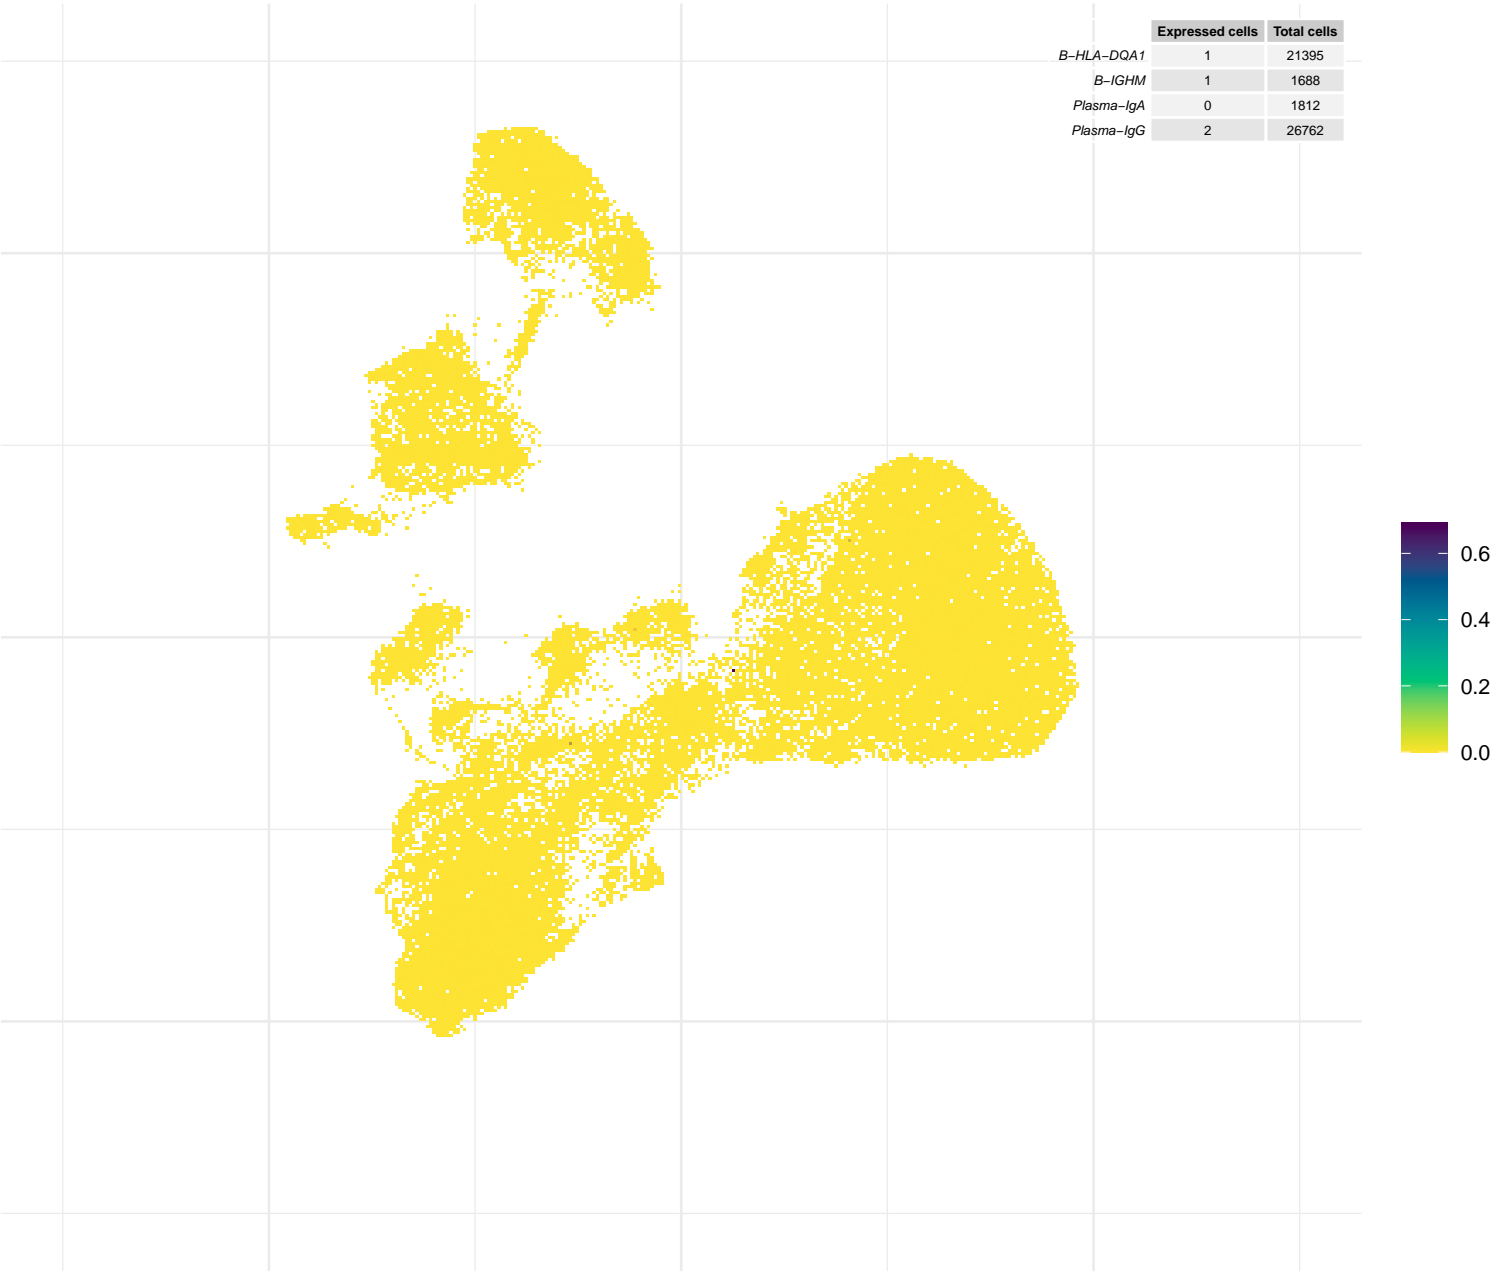 Expressed cells Total cells
B−HLA−DQA1 1 21395
B−IGHM 1 1688
Plasma−IgA 0 1812
Plasma−IgG 2 26762
0.6
0.4
0.2
0.0